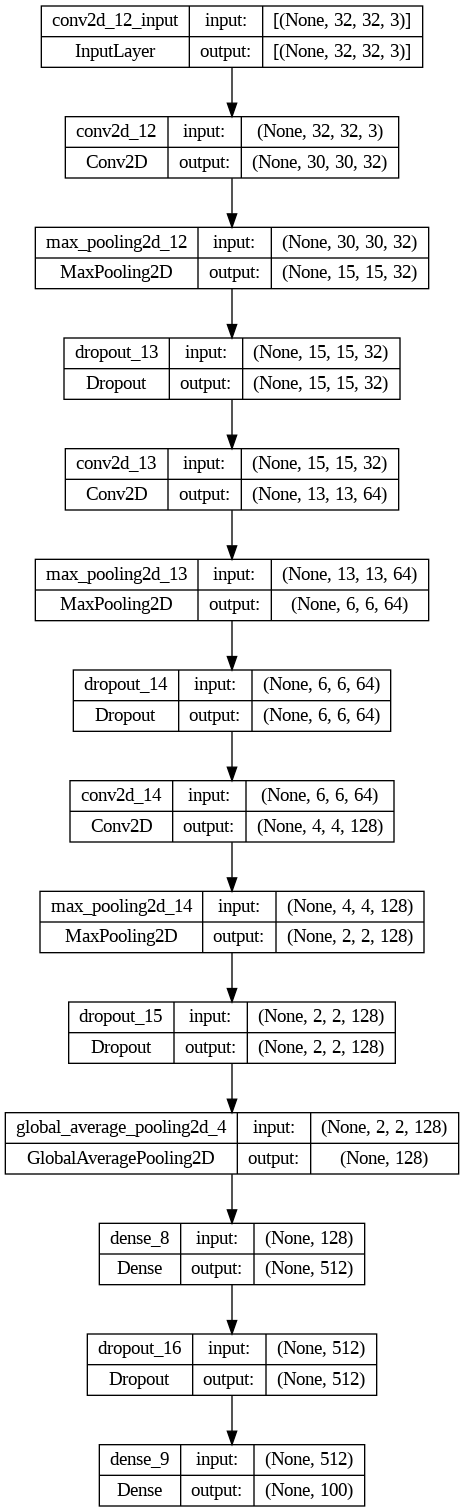 conv2d_12_input input: [(None, 32, 32, 3)]
InputLayer output: [(None, 32, 32, 3)]
conv2d_12 input: (None, 32, 32, 3)
Conv2D output: (None, 30, 30, 32)
max_pooling2d_12 input: (None, 30, 30, 32)
MaxPooling2D output: (None, 15, 15, 32)
dropout_13 input: (None, 15, 15, 32)
Dropout output: (None, 15, 15, 32)
conv2d_13 input: (None, 15, 15, 32)
Conv2D output: (None, 13, 13, 64)
max_pooling2d_13 input: (None, 13, 13, 64)
MaxPooling2D output: (None, 6, 6, 64)
dropout_14 input: (None, 6, 6, 64)
Dropout output: (None, 6, 6, 64)
conv2d_14 input: (None, 6, 6, 64)
Conv2D output: (None, 4, 4, 128)
max_pooling2d_14 input: (None, 4, 4, 128)
MaxPooling2D output: (None, 2, 2, 128)
dropout_15 input: (None, 2, 2, 128)
Dropout output: (None, 2, 2, 128)
global_average_pooling2d_4 input: (None, 2, 2, 128)
GlobalAveragePooling2D output: (None, 128)
dense_8 input: (None, 128)
Dense output: (None, 512)
dropout_16 input: (None, 512)
Dropout output: (None, 512)
dense_9 input: (None, 512)
Dense output: (None, 100)